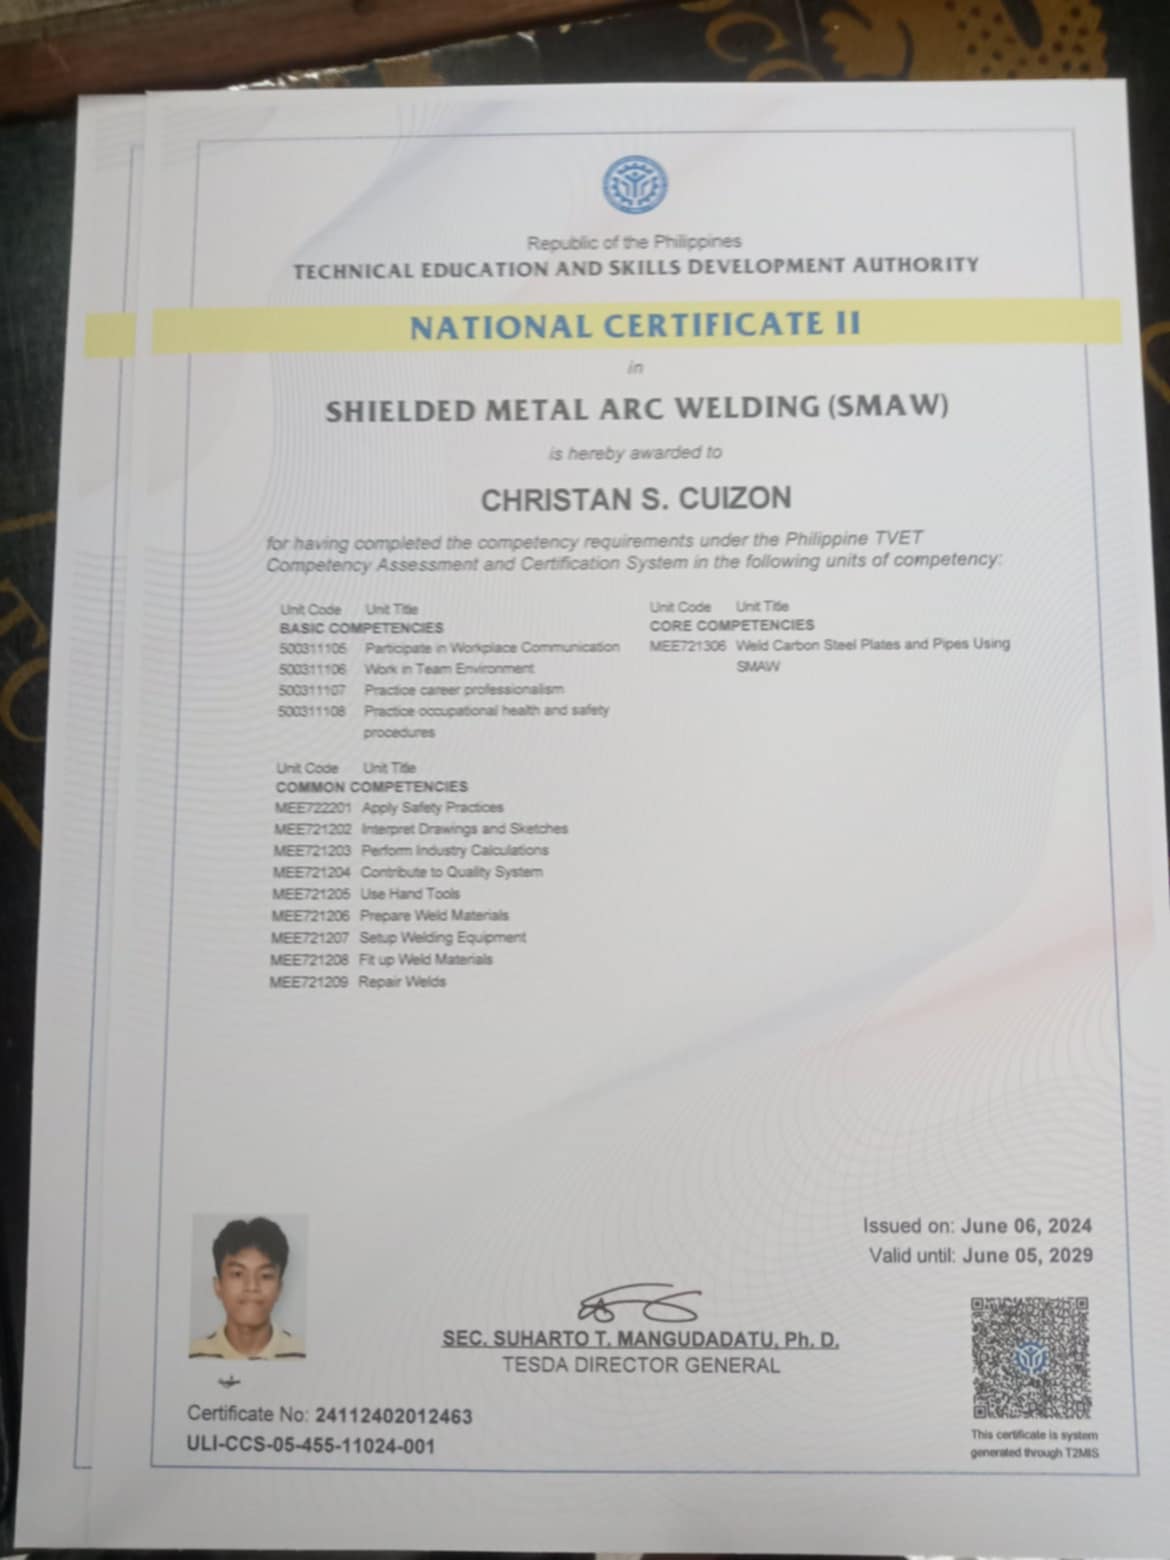 Republic of the Philippines
TECHNICAL EDUCATION AND SKILLS DEVELOPMENT AUTHORITY
NATIONAL CERTIFICATE II
in
SHIELDED METAL ARC WELDING (SMAW)
is hereby awarded to
CHRISTAN S. CUIZON
for having completed the competency requirements under the Philippine TVET
Competency Assessment and Certification System in the following units of competency:
Unit Code Unit Title
BASIC COMPETENCIES
500311105 Participate in Workplace Communication
500311106 Work in Team Environment
500311107 Practice career professionalism
500311108 Practice occupational health and safety
procedures
Unit Code Unit Title
COMMON COMPETENCIES
MEE722201 Apply Safety Practices
MEE721202 Interpret Drawings and Sketches
MEE721203 Perform Industry Calculations
MEE721204 Contribute to Quality System
MEE721205 Use Hand Tools
MEE721206 Prepare Weld Materials
MEE721207 Setup Welding Equipment
MEE721208 Fit up Weld Materials
MEE721209 Repair Welds
Unit Code Unit Title
CORE COMPETENCIES
MEE721306 Weld Carbon Steel Plates and Pipes Using
SMAW
Issued on: June 06, 2024
Valid until: June 05, 2029
SEC. SUHARTO T. MANGUDADATU, Ph. D.
TESDA DIRECTOR GENERAL
Certificate No: 24112402012463
ULI-CCS-05-455-11024-001
This certificate is system
generated through T2MIS